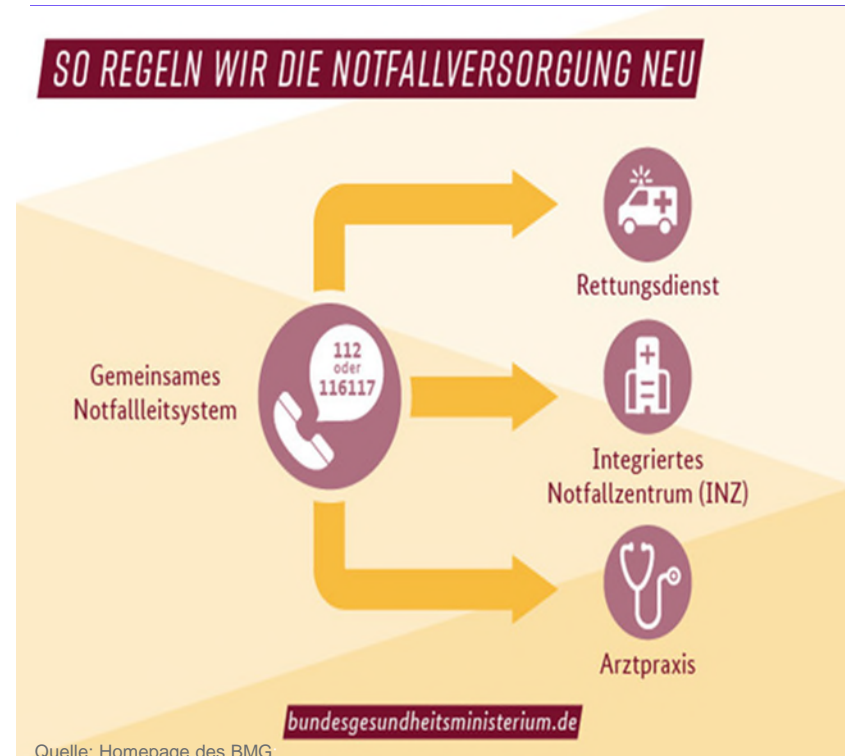 SO REGELN WIR DIE NOTFALLVERSORGUNG NEU
Rettungsdienst
112
oder
116117
Gemeinsames
Notfallleitsystem
Integriertes
Notfallzentrum (INZ)
Arztpraxis
bundesgesundheitsministerium.de
Quelle: Homepage des BMG